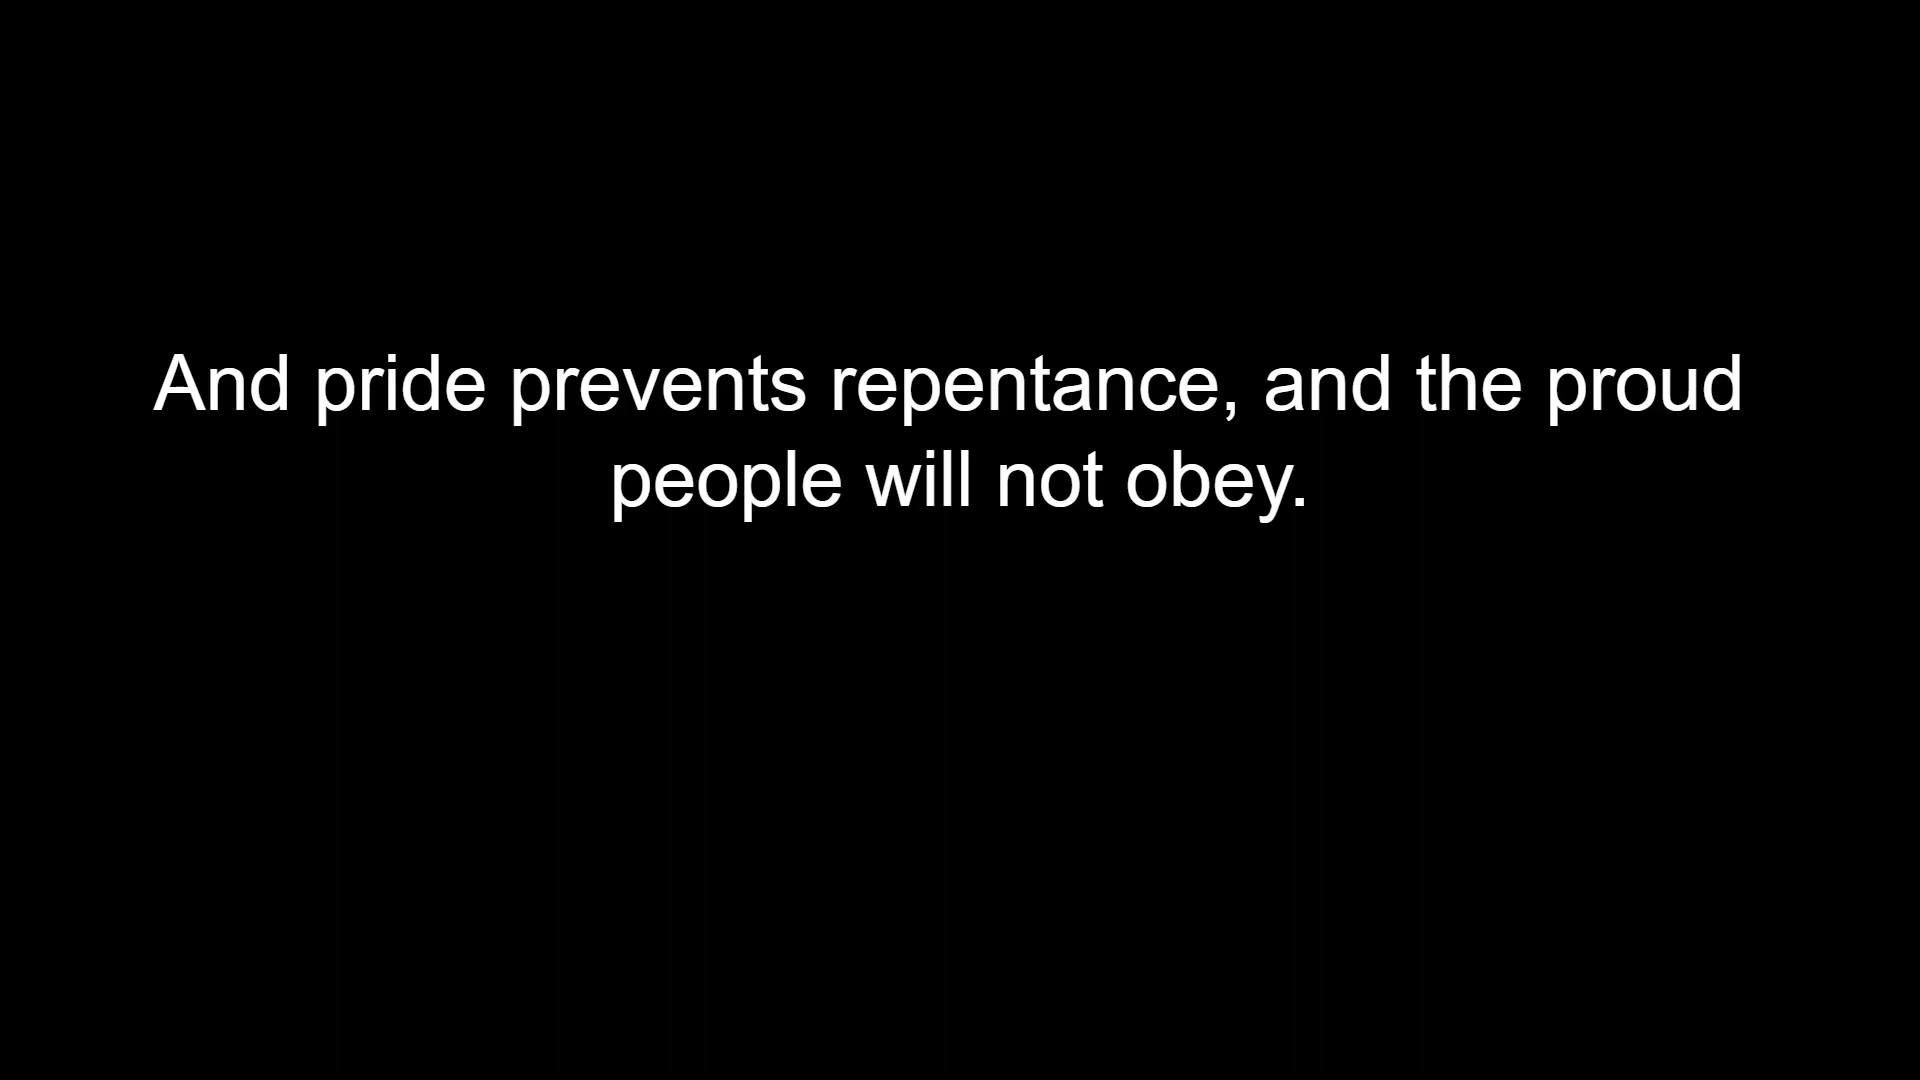 And pride prevents repentance, and the proud
people will not obey.